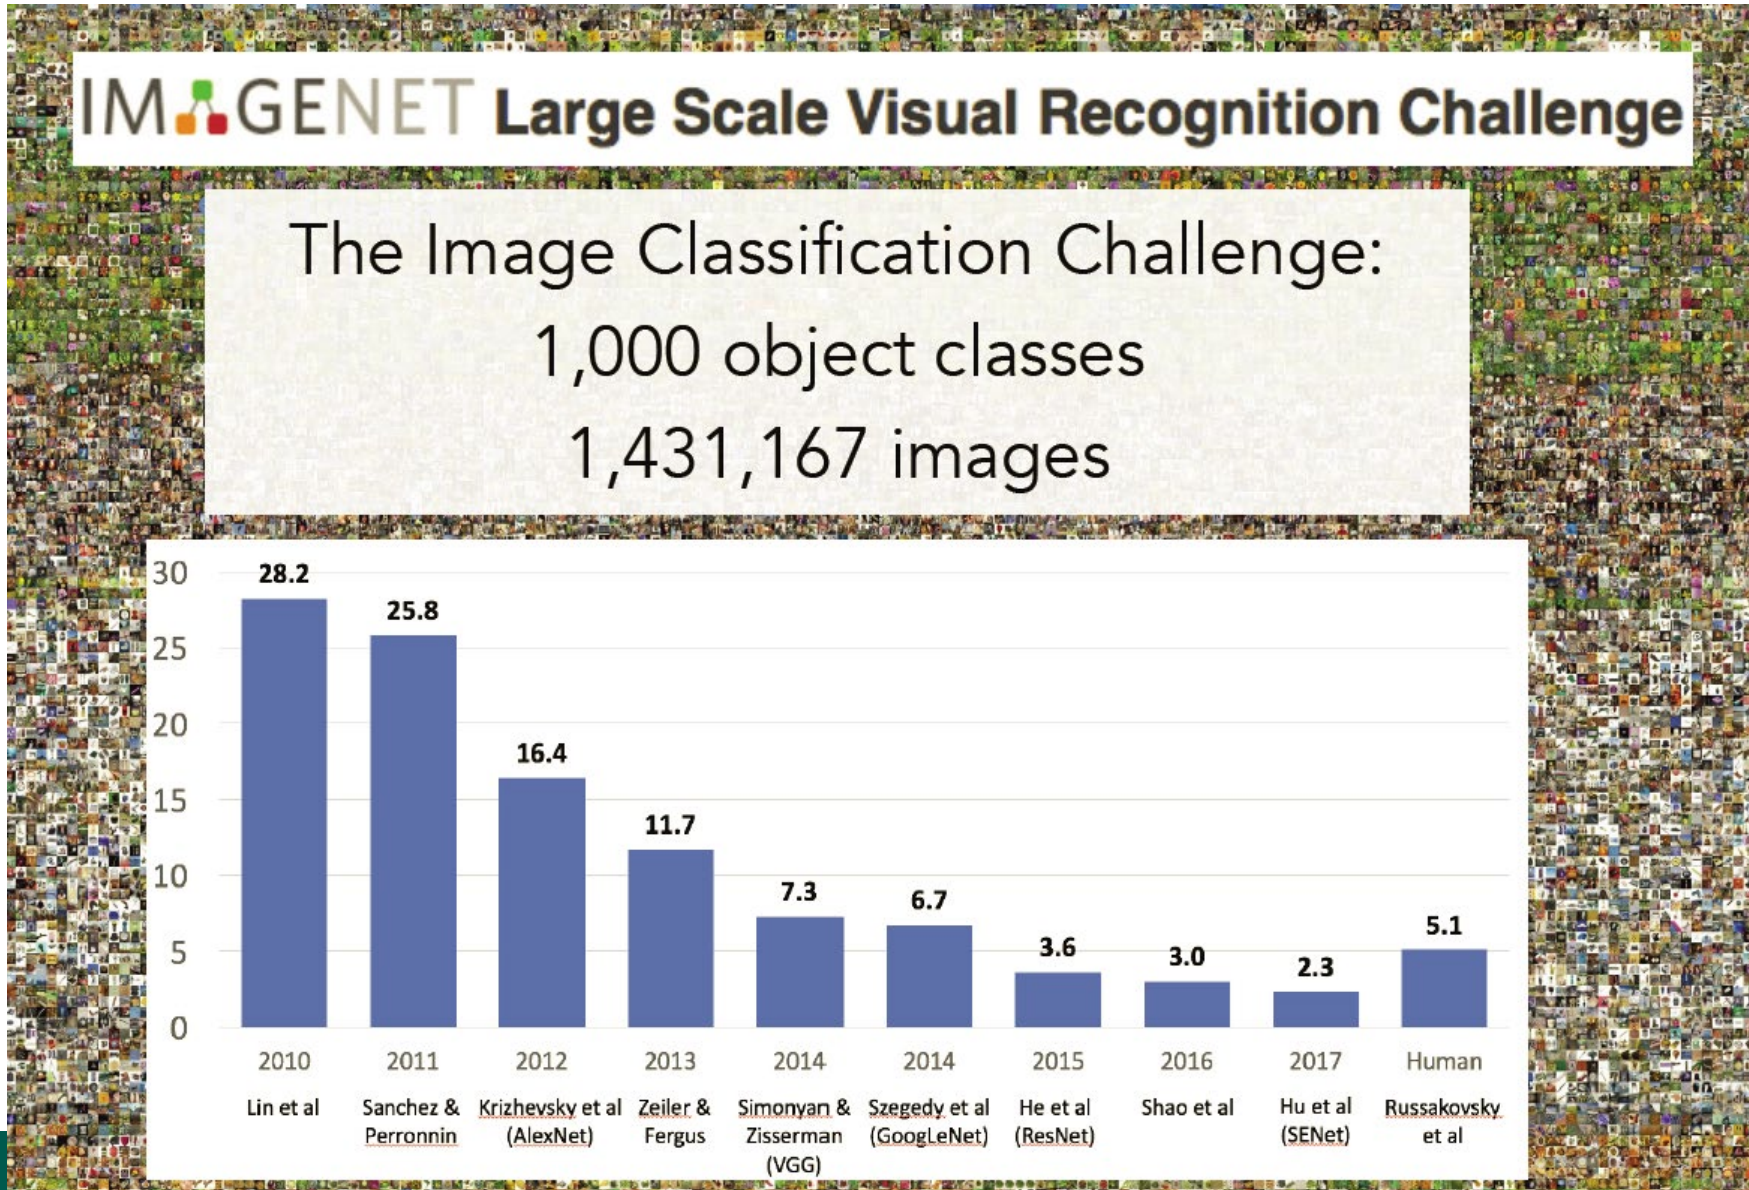 IMAGENET Large Scale Visual Recognition Challenge
The Image Classification Challenge:
1,000 object classes
1,431,167 images
30
25
20
15
10
5
0
28.2
25.8
16.4
11.7
7.3
6.7
3.6
3.0
2.3
5.1
2010
2011
2012
2013
2014
2014
2015
2016
2017
Human
Lin et al
Sanchez &
Perronnin
Krizhevsky et al
(AlexNet)
Zeiler &
Fergus
Simonyan &
Zisserman
(VGG)
Szegedy et al
(GoogLeNet)
He et al
(ResNet)
Shao et al
Hu et al
(SENet)
Russakovsky
et al